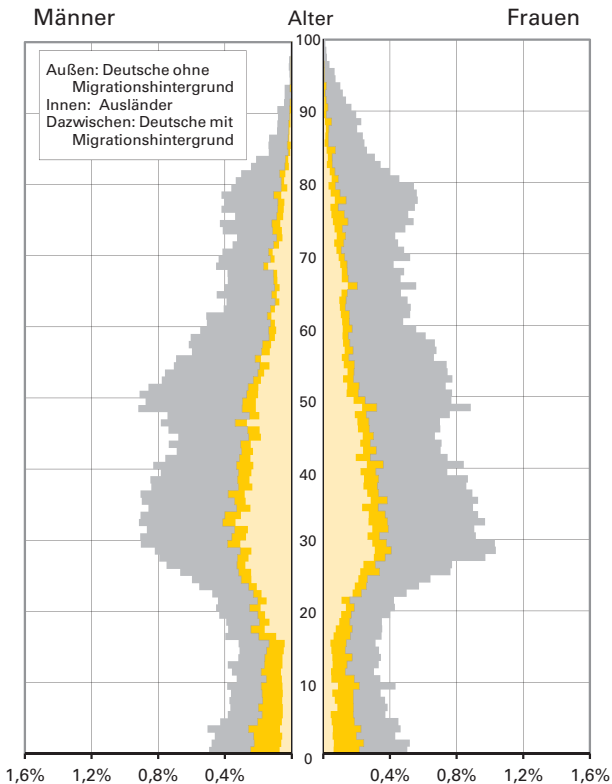 Männer
Alter
Frauen
Außen: Deutsche ohne
Migrationshintergrund
Innen: Ausländer
Dazwischen: Deutsche mit
Migrationshintergrund
100
90
80
70
60
50
40
30
20
10
0
1,6% 1,2% 0,8% 0,4% 0,4% 0,8% 1,2% 1,6%